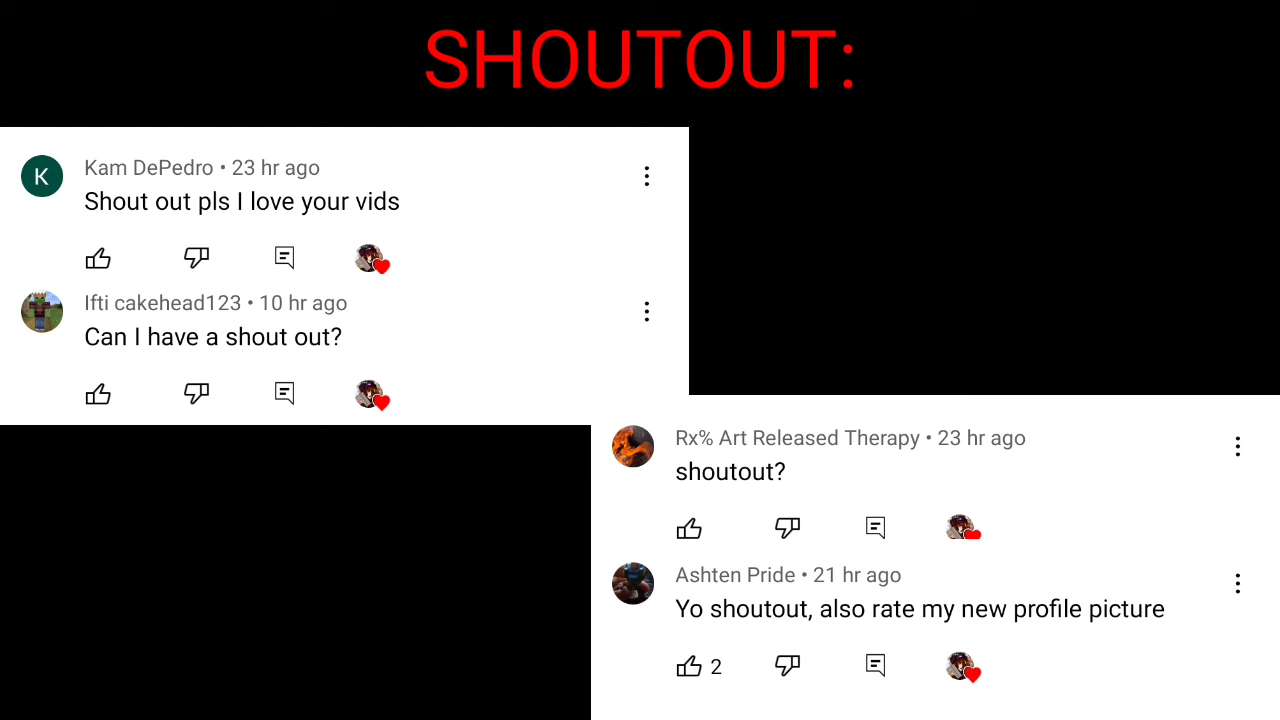 SHOUTOUT:
K
Kam DePedro • 23 hr ago
Shout out pls I love your vids
Ifti cakehead123 • 10 hr ago
Can I have a shout out?
Rx% Art Released Therapy • 23 hr ago
shoutout?
Ashten Pride • 21 hr ago
Yo shoutout, also rate my new profile picture
2